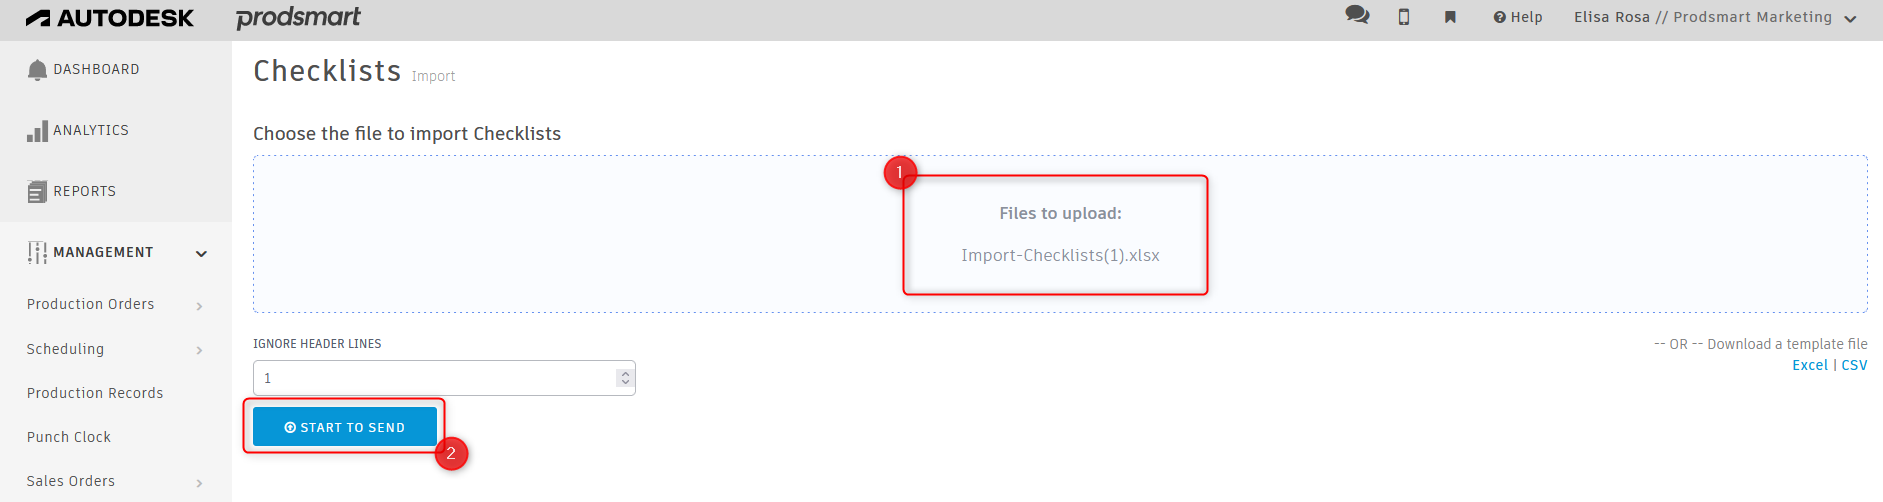 AUTODESK prodsmart
Help
Elisa Rosa // Prodsmart Marketing
DASHBOARD
ANALYTICS
REPORTS
MANAGEMENT
Production Orders
Scheduling
Production Records
Punch Clock
Sales Orders
Checklists Import
Choose the file to import Checklists
1
Files to upload:
Import-Checklists(1).xlsx
IGNORE HEADER LINES
1
-- OR -- Download a template file
Excel | CSV
START TO SEND
2